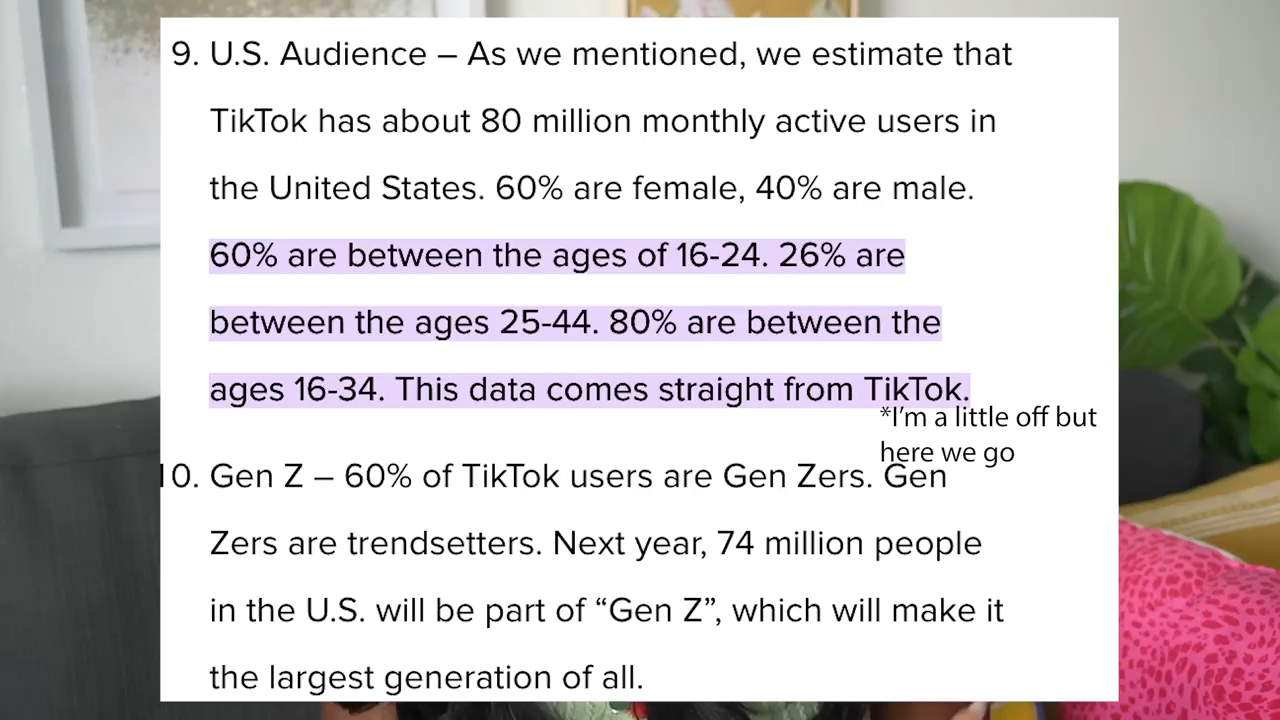 9. U.S. Audience – As we mentioned, we estimate that
TikTok has about 80 million monthly active users in
the United States. 60% are female, 40% are male.
60% are between the ages of 16-24. 26% are
between the ages 25-44. 80% are between the
ages 16-34. This data comes straight from TikTok.
*I’m a little off but
here we go
10. Gen Z – 60% of TikTok users are Gen Zers. Gen
Zers are trendsetters. Next year, 74 million people
in the U.S. will be part of “Gen Z”, which will make it
the largest generation of all.